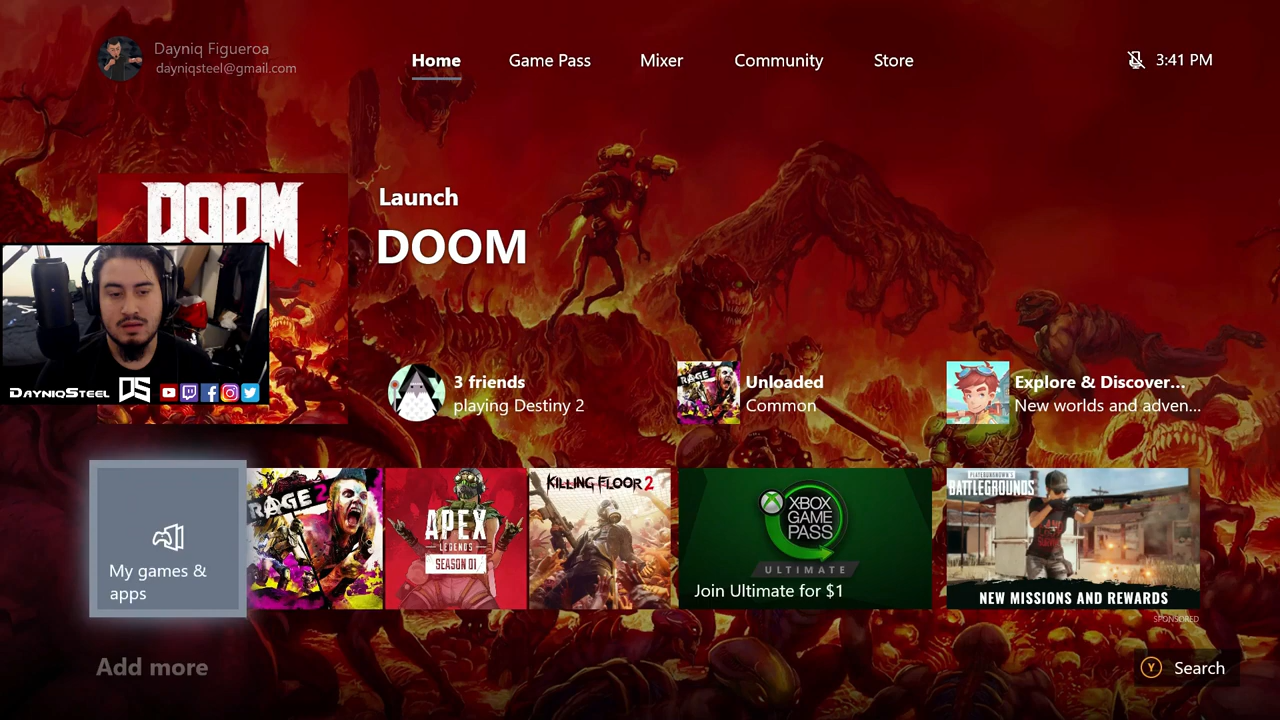 Dayniq Figueroa
dayniqsteel@gmail.com
Home
Game Pass
Mixer
Community
Store
3:41 PM
DOOM
Launch
DOOM
DAYNIQSTEEL DS
3 friends
playing Destiny 2
RAGE 2
Unloaded
Common
Explore & Discover...
New worlds and adven...
My games &
apps
RAGE 2
APEX
LEGENDS
SEASON 01
KILLING FLOOR 2
XBOX
GAME
PASS
ULTIMATE
Join Ultimate for $1
PLAYERUNKNOWN'S
BATTLEGROUNDS
NEW MISSIONS AND REWARDS
SPONSORED
Add more
Y Search